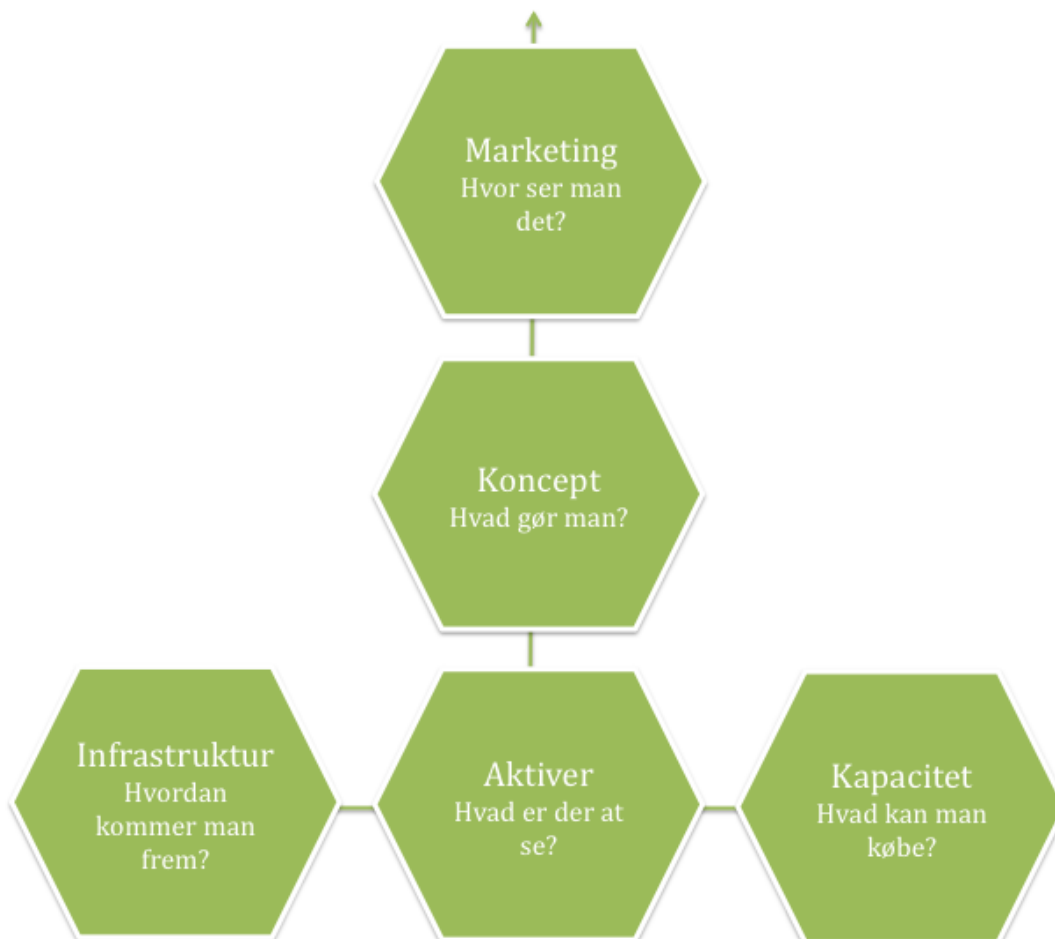 Marketing
Hvor ser man
det?
Koncept
Hvad gør man?
Infrastruktur
Hvordan
kommer man
frem?
Aktiver
Hvad er der at
se?
Kapacitet
Hvad kan man
købe?